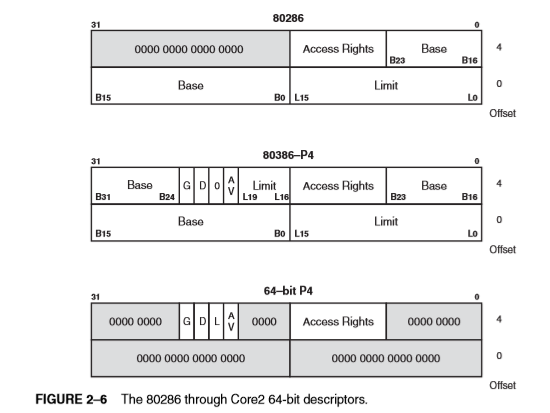 80286
31 0
0000 0000 0000 0000 Access Rights Base 4
B23 B16
Base Limit 0
B15 B0 L15 L0
Offset
80386–P4
31 0
Base G D 0 AV Limit Access Rights Base 4
B31 B24 L19 L16 B23 B16
Base Limit 0
B15 B0 L15 L0
Offset
64–bit P4
31 0
0000 0000 G D L AV 0000 Access Rights 0000 0000 4
0000 0000 0000 0000 0000 0000 0000 0000 0
Offset
FIGURE 2–6 The 80286 through Core2 64-bit descriptors.